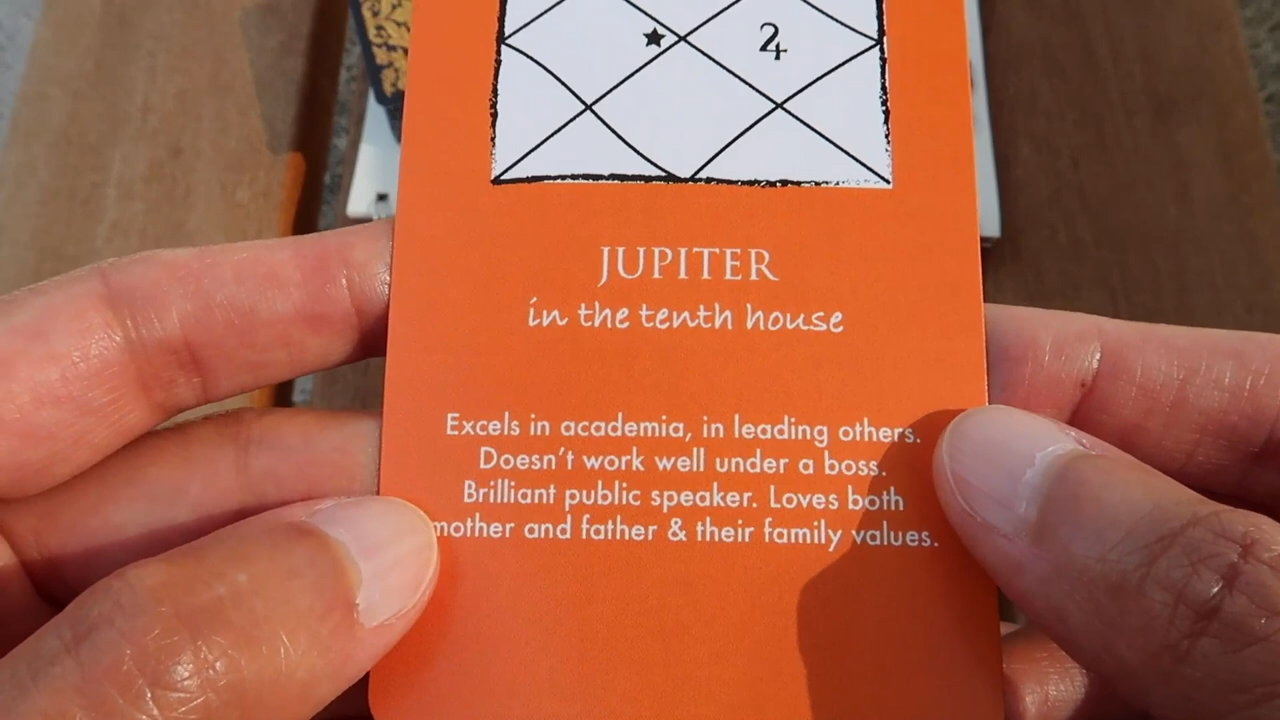 JUPITER
in the tenth house
Excels in academia, in leading others.
Doesn't work well under a boss.
Brilliant public speaker. Loves both
mother and father & their family values.